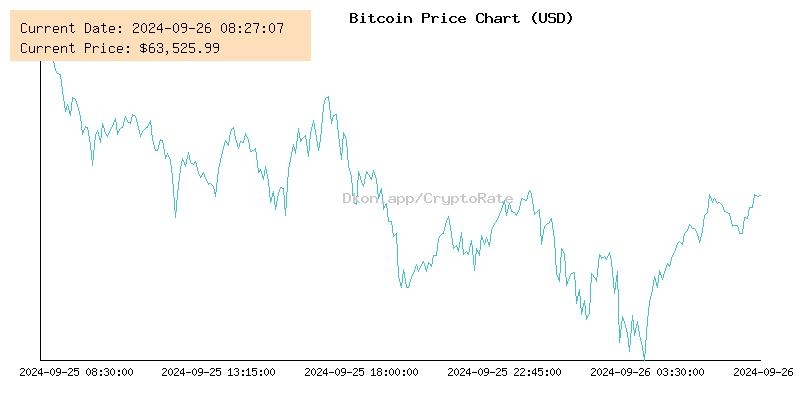 Bitcoin Price Chart (USD)
Current Date: 2024-09-26 08:27:07
Current Price: $63,525.99
Dkon.app/CryptoRate
2024-09-25 08:30:00 2024-09-25 13:15:00 2024-09-25 18:00:00 2024-09-25 22:45:00 2024-09-26 03:30:00 2024-09-26